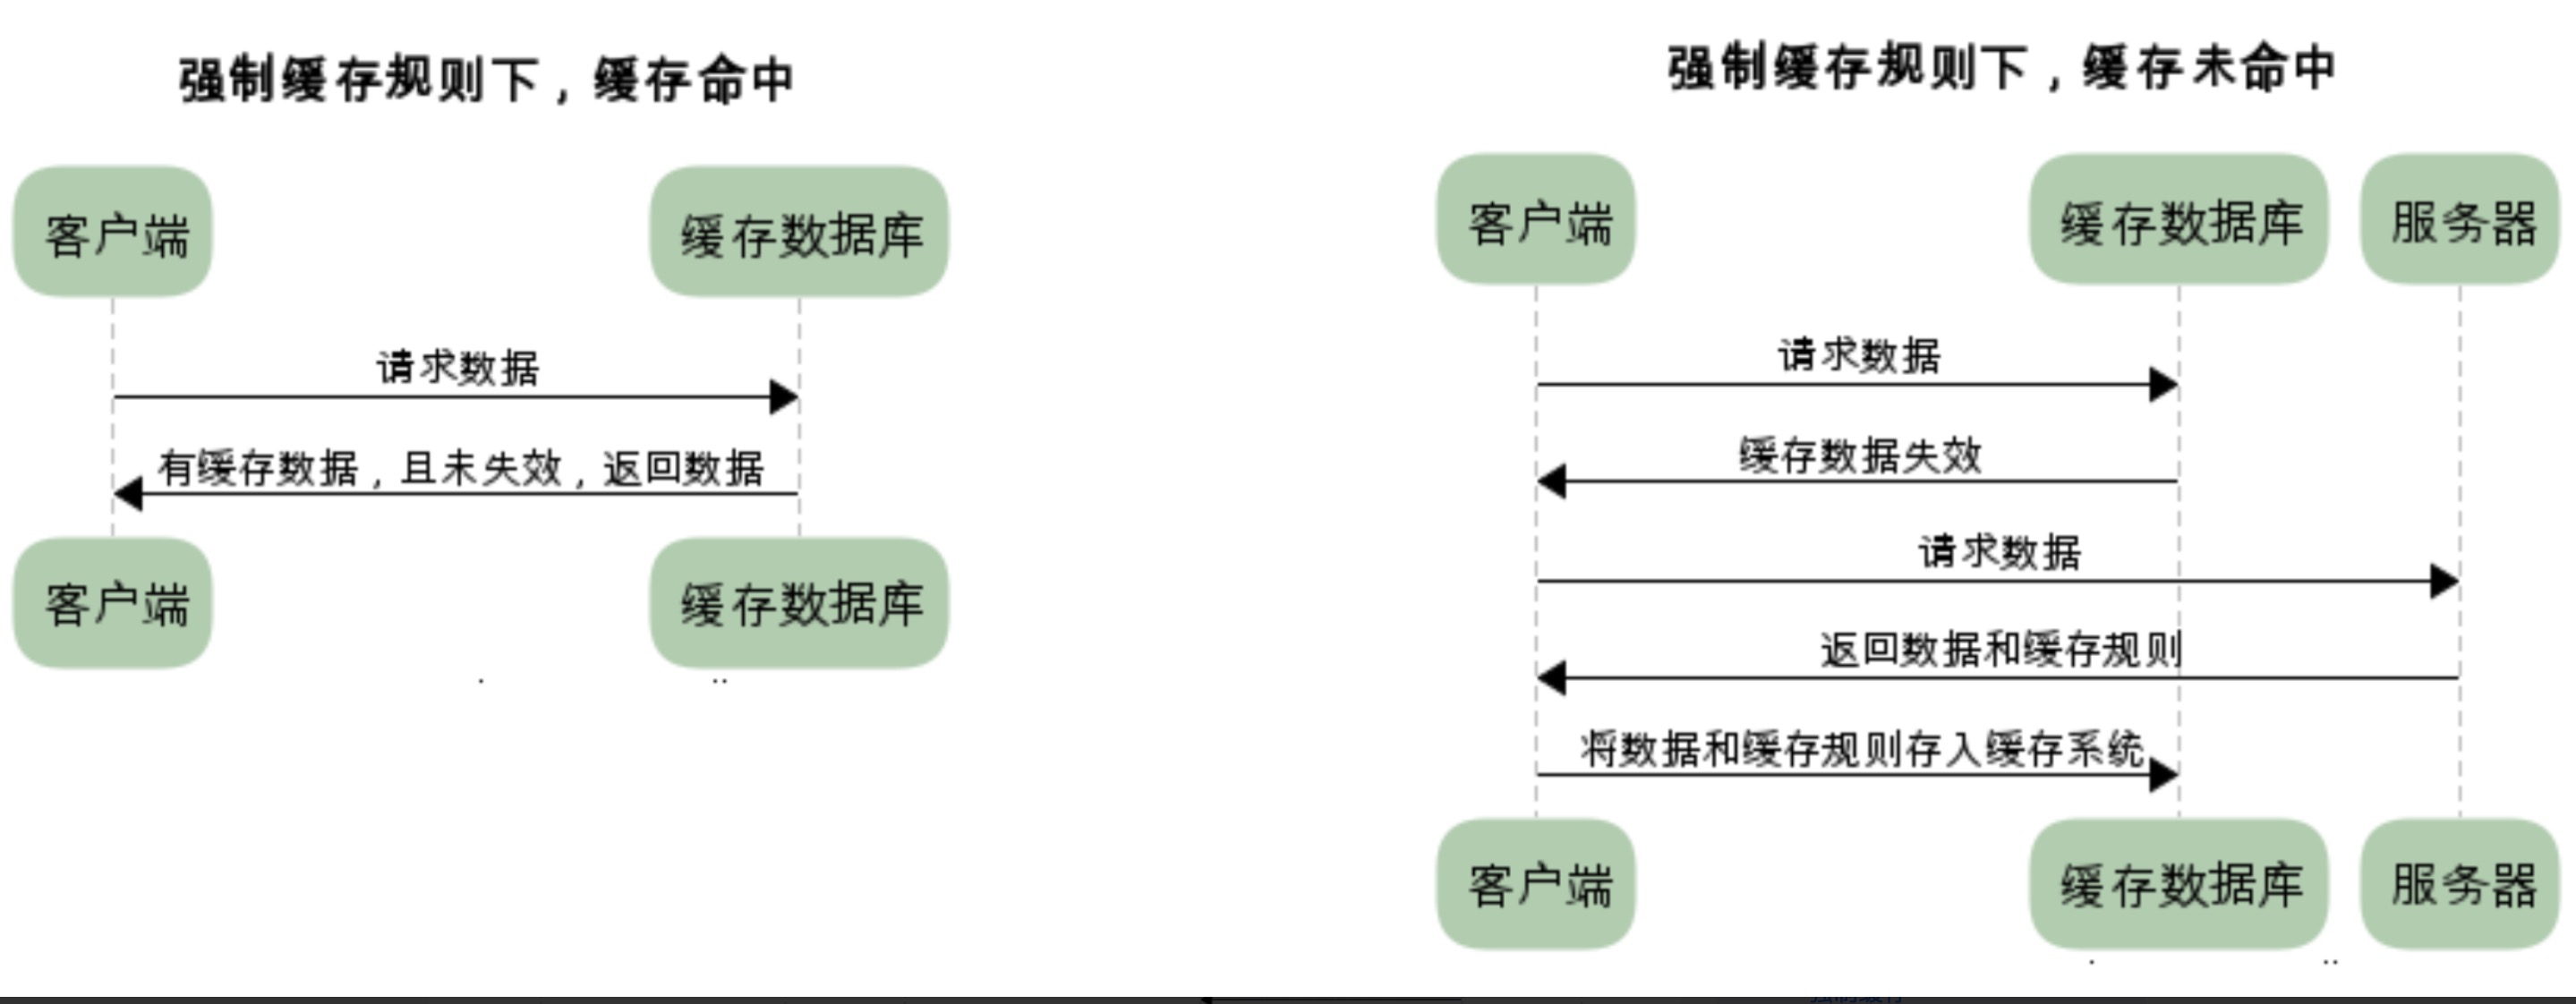 强制缓存规则下，缓存命中
客户端
缓存数据库
请求数据
有缓存数据，且未失效，返回数据
客户端
缓存数据库
强制缓存规则下，缓存未命中
客户端
缓存数据库
服务器
请求数据
缓存数据失效
请求数据
返回数据和缓存规则
将数据和缓存规则存入缓存系统
客户端
缓存数据库
服务器